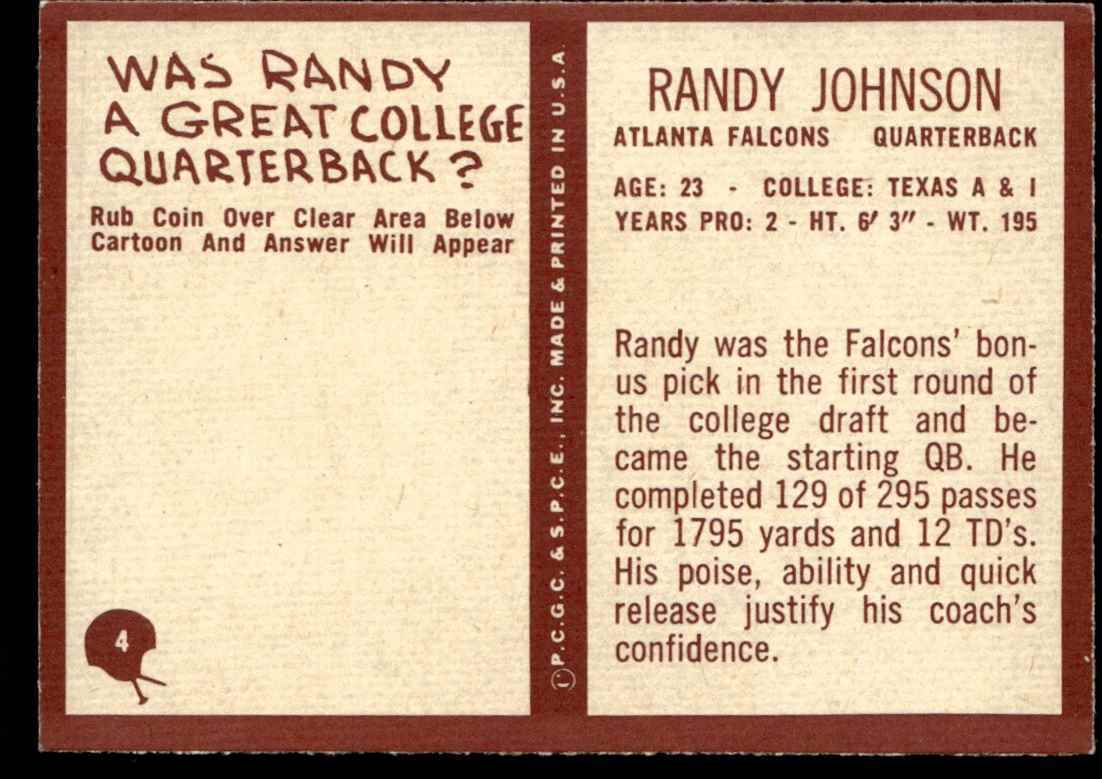 WAS RANDY
A GREAT COLLEGE
QUARTERBACK?
Rub Coin Over Clear Area Below
Cartoon And Answer Will Appear
4
Ⓒ P.C.G.C. & S.P.C.E., INC. MADE & PRINTED IN U.S.A.
RANDY JOHNSON
ATLANTA FALCONS QUARTERBACK
AGE: 23 - COLLEGE: TEXAS A & I
YEARS PRO: 2 - HT. 6' 3" - WT. 195
Randy was the Falcons' bon-
us pick in the first round of
the college draft and be-
came the starting QB. He
completed 129 of 295 passes
for 1795 yards and 12 TD's.
His poise, ability and quick
release justify his coach's
confidence.